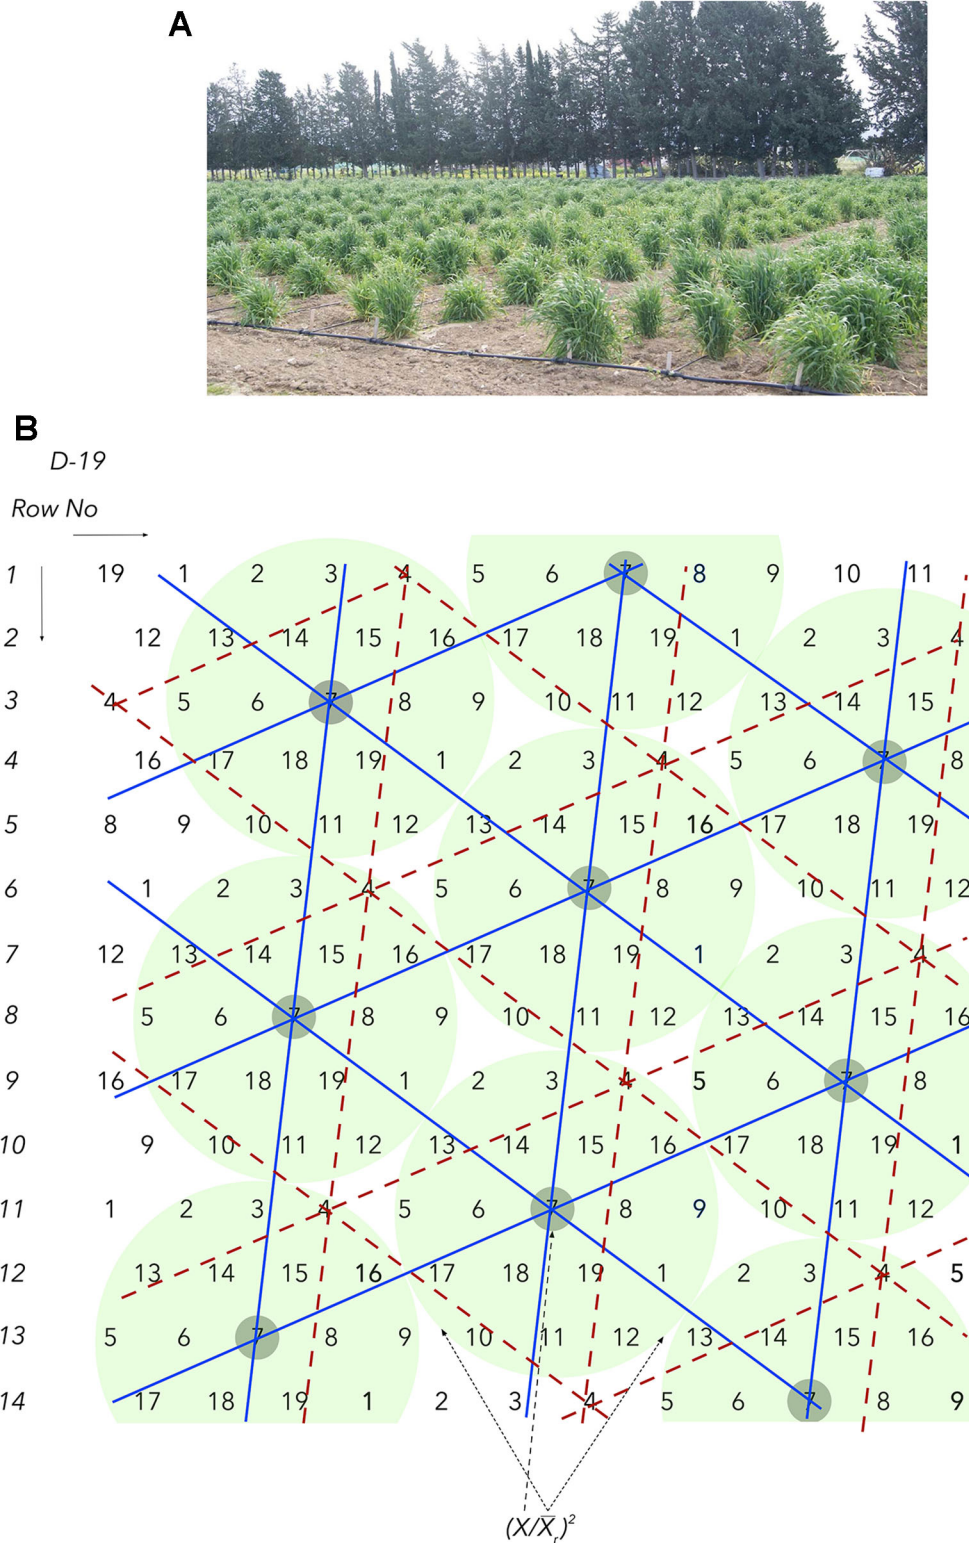 A
B
D-19
Row No
1 19 1 2 3 4 5 6 7 8 9 10 11
2 12 13 14 15 16 17 18 19 1 2 3 4
3 4 5 6 7 8 9 10 11 12 13 14 15
4 16 17 18 19 1 2 3 4 5 6 7 8
5 8 9 10 11 12 13 14 15 16 17 18 19
6 1 2 3 4 5 6 7 8 9 10 11 12
7 12 13 14 15 16 17 18 19 1 2 3 4
8 5 6 7 8 9 10 11 12 13 14 15 16
9 16 17 18 19 1 2 3 4 5 6 7 8
10 9 10 11 12 13 14 15 16 17 18 19 1
11 1 2 3 4 5 6 7 8 9 10 11 12
12 13 14 15 16 17 18 19 1 2 3 4 5
13 5 6 7 8 9 10 11 12 13 14 15 16
14 17 18 19 1 2 3 4 5 6 7 8 9
(X/X̅r)²